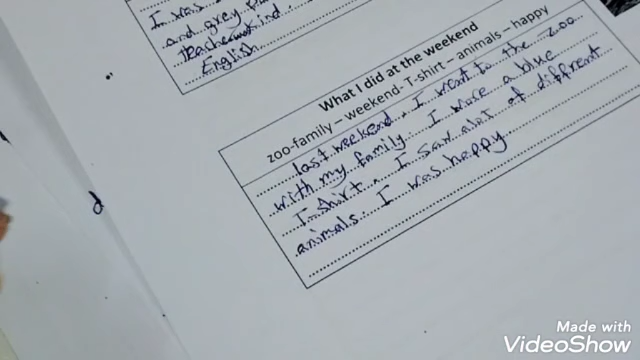 I was
and grey
teacher kind.
English
What I did at the weekend
zoo-family – weekend- T-shirt – animals – happy
last weekend, I went to the zoo
with my family. I wore a blue
T-shirt. I saw alot of different
animals. I was happy
Made with
VideoShow